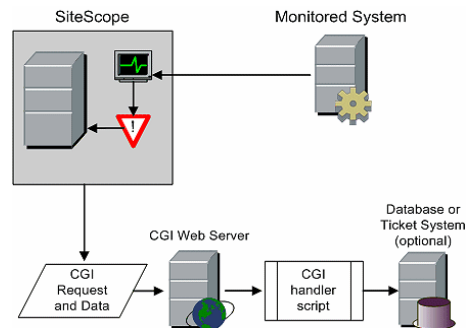 SiteScope
Monitored System
!
CGI Web Server
Database or
Ticket System
(optional)
CGI
Request
and Data
CGI
handler
script